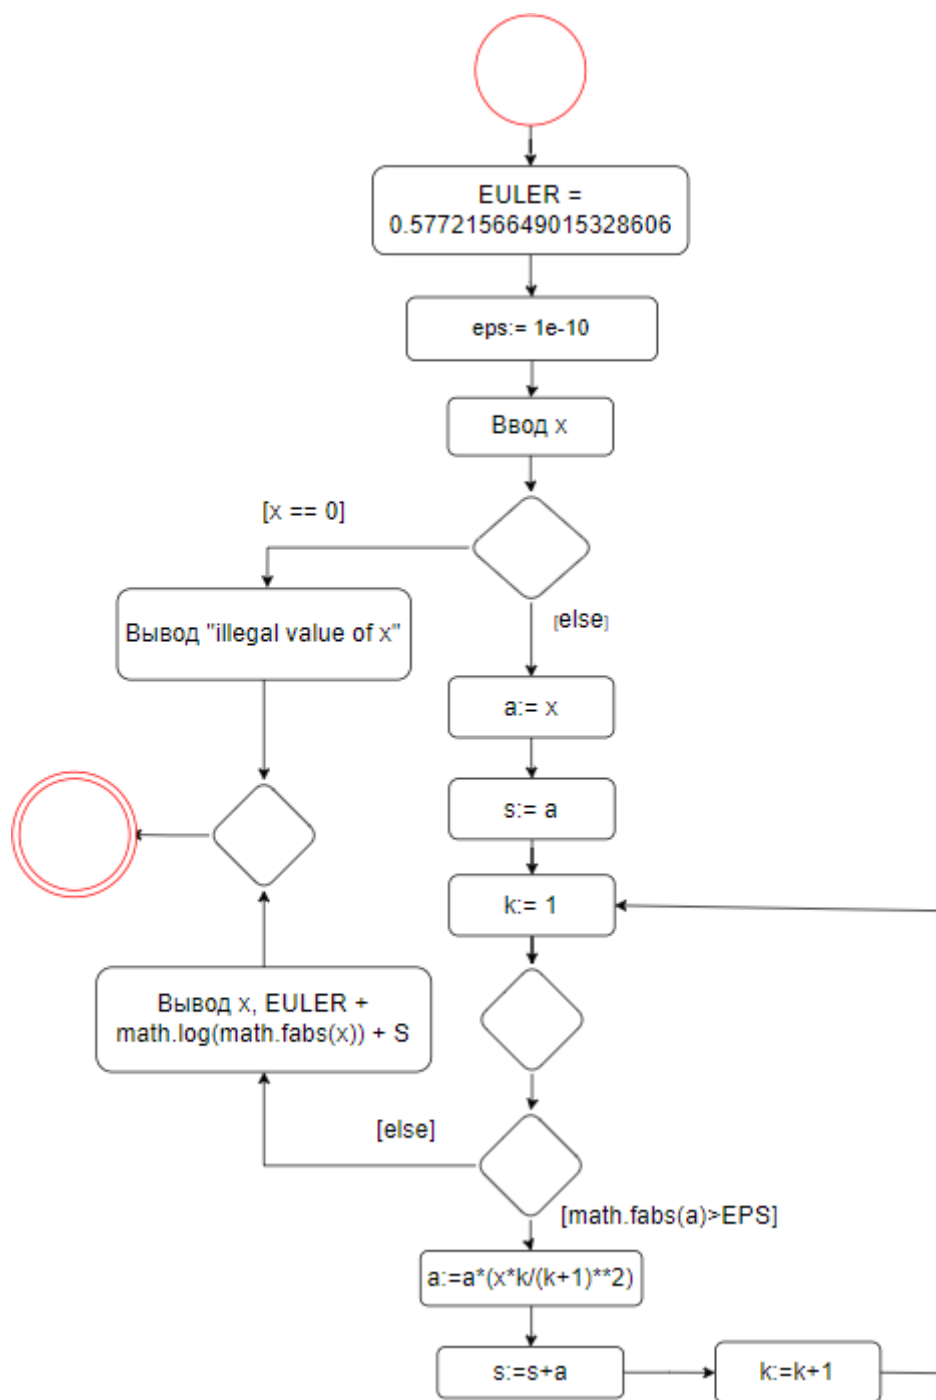 EULER =
0.5772156649015328606
eps:= 1e-10
Ввод x
[x == 0]
Вывод "illegal value of x"
[else]
a:= x
s:= a
k:= 1
Вывод x, EULER +
math.log(math.fabs(x)) + S
[else]
[math.fabs(a)>EPS]
a:=a*(x*k/(k+1)**2)
s:=s+a
k:=k+1